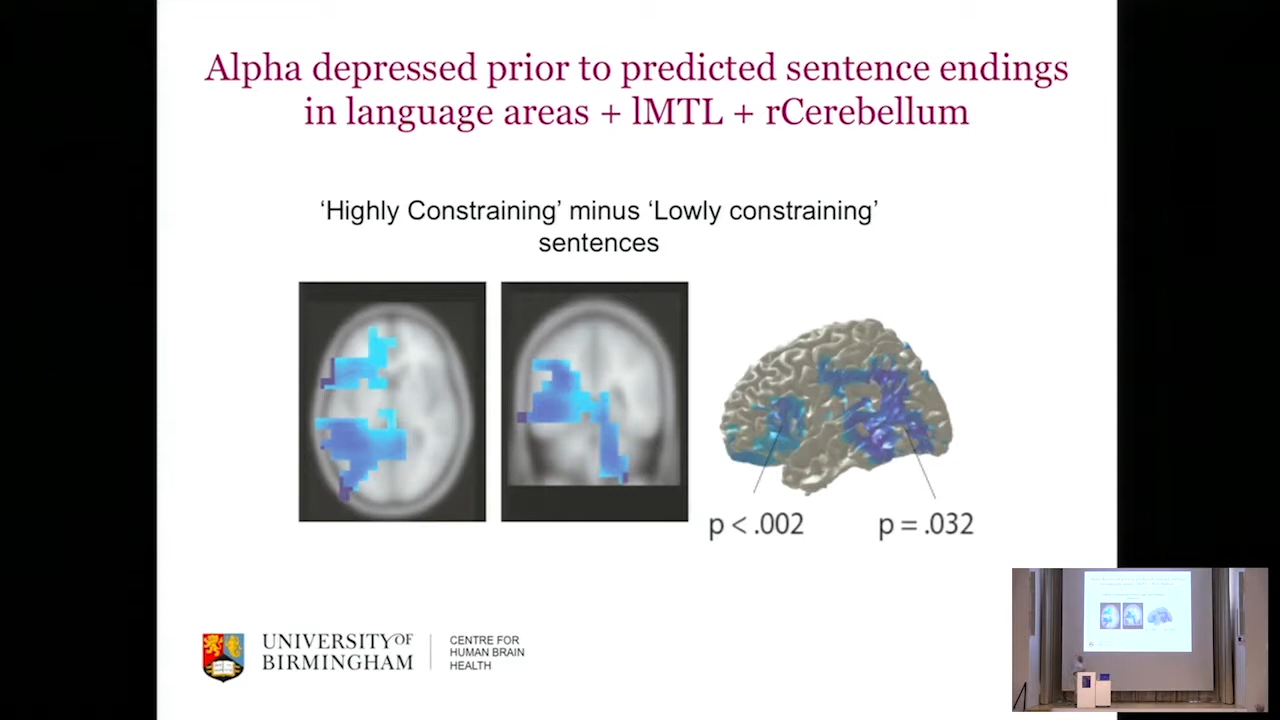 Alpha depressed prior to predicted sentence endings
in language areas + lMTL + rCerebellum
‘Highly Constraining’ minus ‘Lowly constraining’
sentences
p < .002
p = .032
UNIVERSITY OF
BIRMINGHAM
CENTRE FOR
HUMAN BRAIN
HEALTH